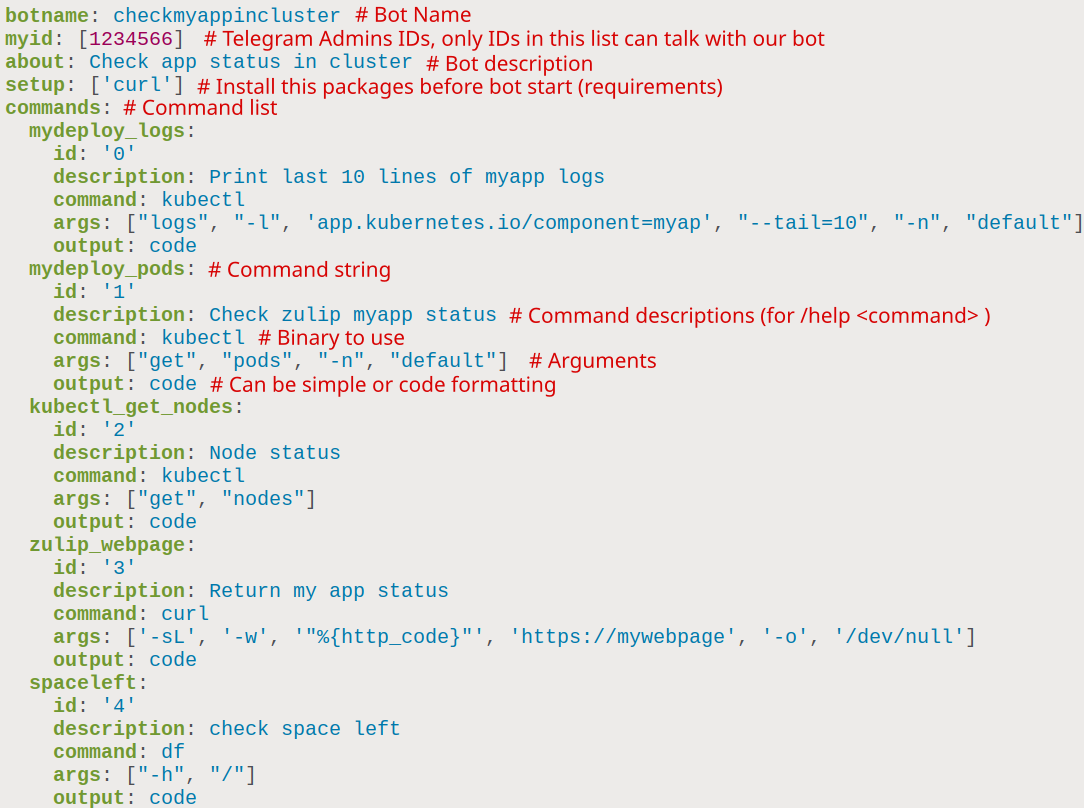 botname: checkmyappincluster # Bot Name
myid: [1234566] # Telegram Admins IDs, only IDs in this list can talk with our bot
about: Check app status in cluster # Bot description
setup: ['curl'] # Install this packages before bot start (requirements)
commands: # Command list
  mydeploy_logs:
    id: '0'
    description: Print last 10 lines of myapp logs
    command: kubectl
    args: ["logs", "-l", 'app.kubernetes.io/component=myap', "--tail=10", "-n", "default"]
    output: code
  mydeploy_pods: # Command string
    id: '1'
    description: Check zulip myapp status # Command descriptions (for /help <command> )
    command: kubectl # Binary to use
    args: ["get", "pods", "-n", "default"] # Arguments
    output: code # Can be simple or code formatting
  kubectl_get_nodes:
    id: '2'
    description: Node status
    command: kubectl
    args: ["get", "nodes"]
    output: code
  zulip_webpage:
    id: '3'
    description: Return my app status
    command: curl
    args: ['-sL', '-w', '"%{http_code}"', 'https://mywebpage', '-o', '/dev/null']
    output: code
  spaceleft:
    id: '4'
    description: check space left
    command: df
    args: ["-h", "/"]
    output: code